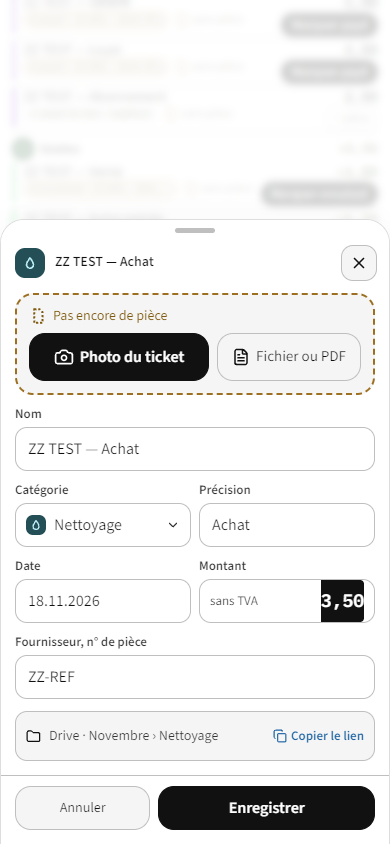 ZZ TEST — Achat
Pas encore de pièce
Photo du ticket
Fichier ou PDF
Nom
ZZ TEST — Achat
Catégorie
Précision
Nettoyage
Achat
Date
Montant
18.11.2026
sans TVA
3,50
Fournisseur, n° de pièce
ZZ-REF
Drive · Novembre › Nettoyage
Copier le lien
Annuler
Enregistrer